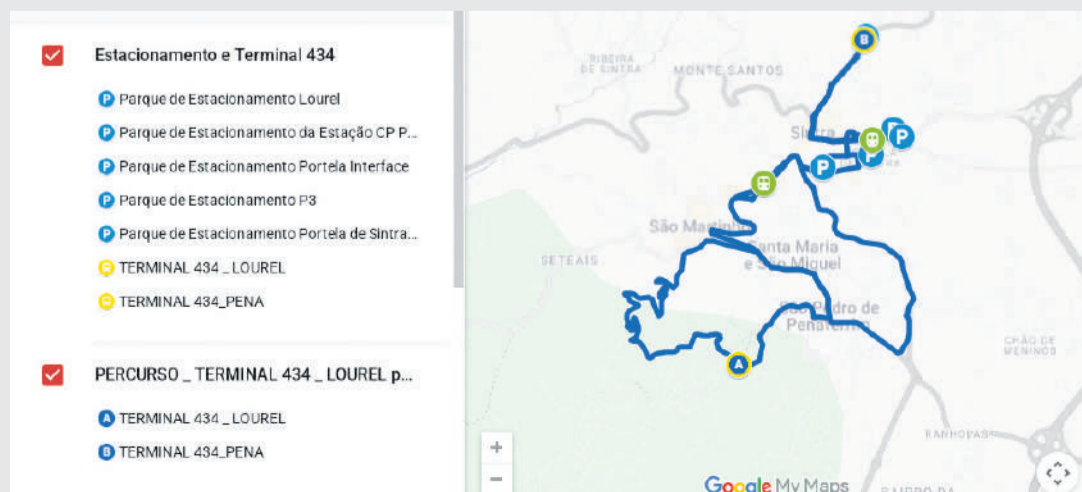 Estacionamento e Terminal 434
P Parque de Estacionamento Lourel
P Parque de Estacionamento da Estação CP P...
P Parque de Estacionamento Portela Interface
P Parque de Estacionamento P3
P Parque de Estacionamento Portela de Sintra...
TERMINAL 434 _ LOUREL
TERMINAL 434_PENA
PERCURSO _ TERMINAL 434 _ LOUREL p...
A TERMINAL 434 _ LOUREL
B TERMINAL 434_PENA
B
RIBEIRA
DE SINTRA
MONTE SANTOS
Sintra
P
P
P
P
São Martinho
Santa Maria
e São Miguel
SETEAIS
São Pedro de
Penaferrim
CHÃO DE
MENINOS
A
RANHOLAS
+
−
Google My Maps
BAIRRO DA